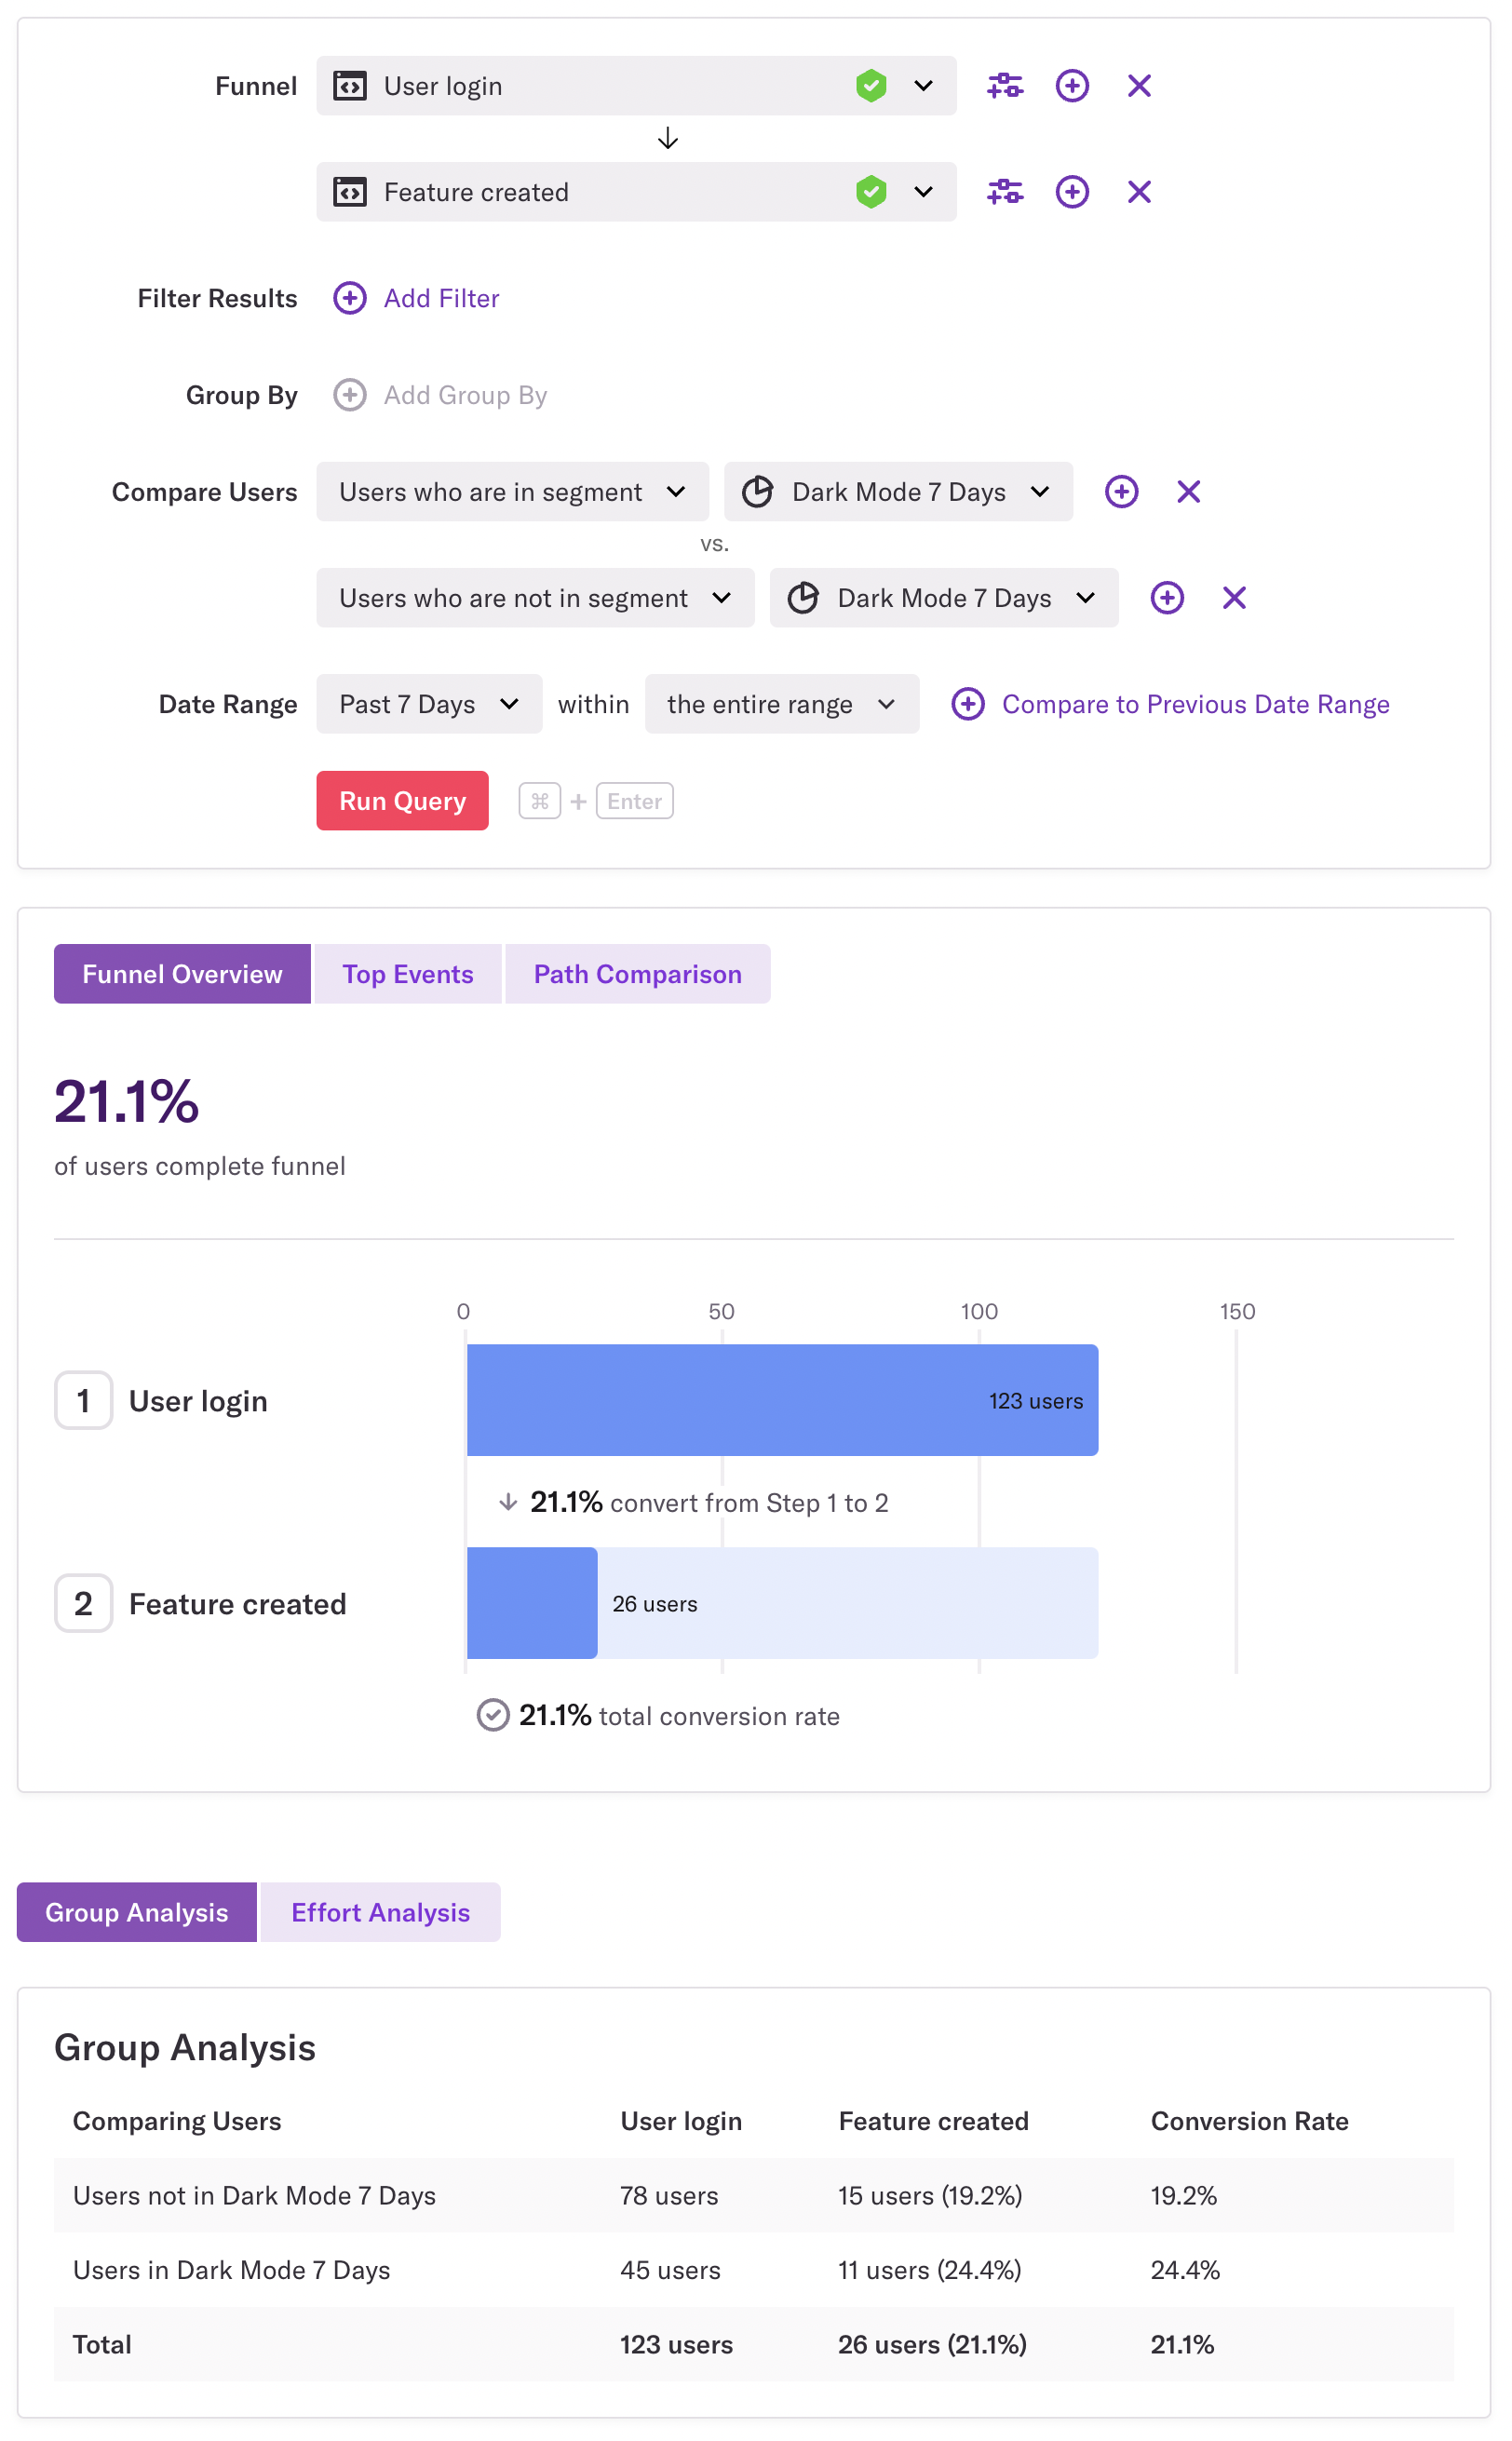 Funnel User login
Feature created
Filter Results Add Filter
Group By Add Group By
Compare Users Users who are in segment Dark Mode 7 Days
vs.
Users who are not in segment Dark Mode 7 Days
Date Range Past 7 Days within the entire range Compare to Previous Date Range
Run Query ⌘ + Enter
Funnel Overview Top Events Path Comparison
21.1%
of users complete funnel
0 50 100 150
1 User login 123 users
21.1% convert from Step 1 to 2
2 Feature created 26 users
21.1% total conversion rate
Group Analysis Effort Analysis
Group Analysis
Comparing Users User login Feature created Conversion Rate
Users not in Dark Mode 7 Days 78 users 15 users (19.2%) 19.2%
Users in Dark Mode 7 Days 45 users 11 users (24.4%) 24.4%
Total 123 users 26 users (21.1%) 21.1%